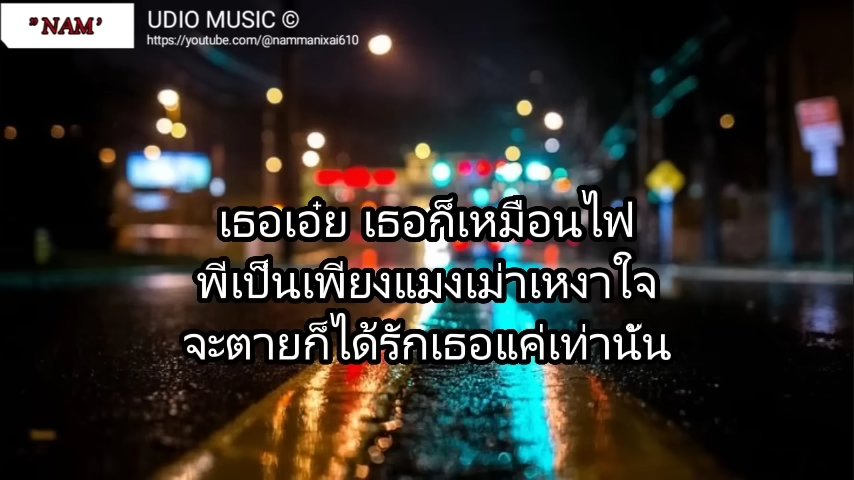 "NAM'
UDIO MUSIC ©
https://youtube.com/@nammanixai610
เธอเอ๋ย เธอก็เหมือนไฟ
พี่เป็นเพียงแมงเม่าเหงาใจ
จะตายก็ได้รักเธอแค่เท่านั้น